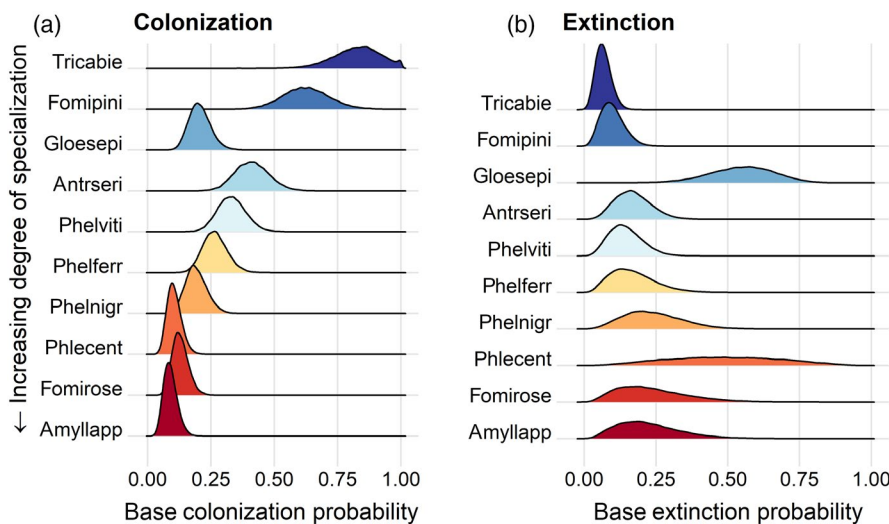 (a) Colonization
Tricabie
Fomipini
Gloesepi
Antrseri
Phelviti
Phelferr
Phelnigr
Phlecent
Fomirose
Amyllapp
← Increasing degree of specialization
0.00 0.25 0.50 0.75 1.00
Base colonization probability
(b) Extinction
Tricabie
Fomipini
Gloesepi
Antrseri
Phelviti
Phelferr
Phelnigr
Phlecent
Fomirose
Amyllapp
0.00 0.25 0.50 0.75 1.00
Base extinction probability